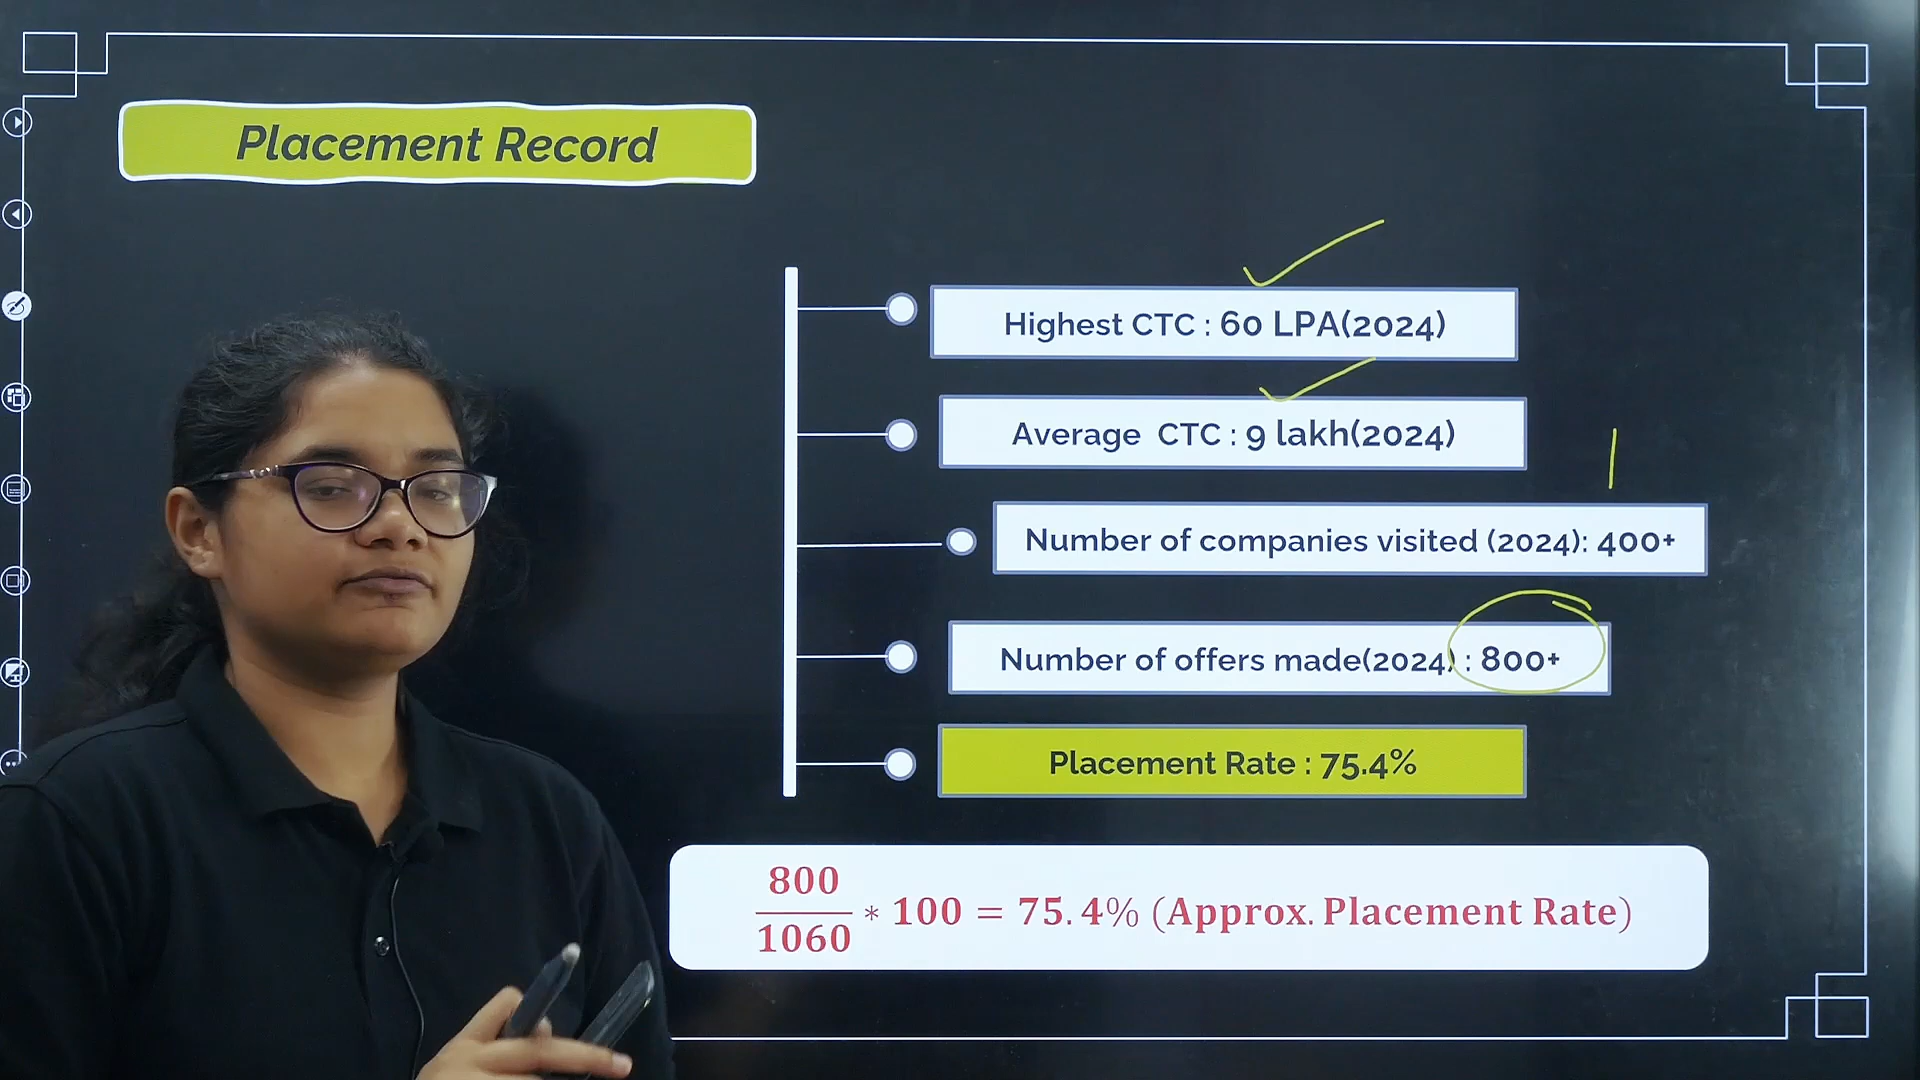 Placement Record
Highest CTC : 60 LPA(2024)
Average CTC : 9 lakh(2024)
Number of companies visited (2024): 400+
Number of offers made(2024) : 800+
Placement Rate : 75.4%
800
1060
* 100 = 75.4% (Approx. Placement Rate)